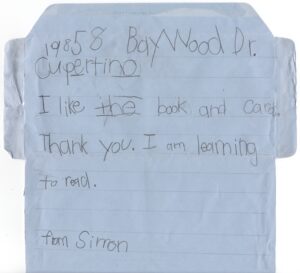 19858 BayWood Dr.
Cupertino
I like the book and card.
Thank you. I am learning
to read.
from Simon